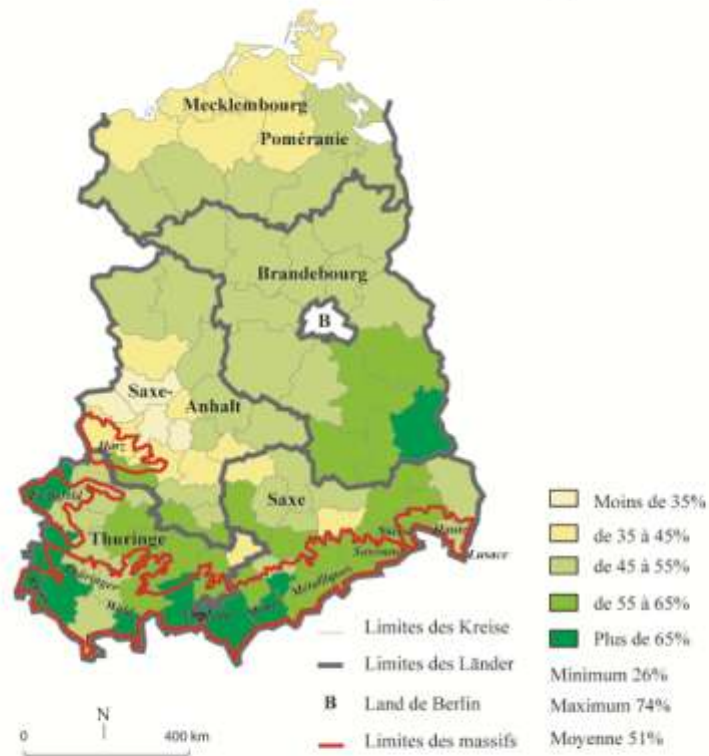 Mecklembourg
Poméranie
Brandebourg
B
Saxe-
Anhalt
Harz
Saxe
Thuringe
Lusace
Moins de 35%
de 35 à 45%
de 45 à 55%
de 55 à 65%
Plus de 65%
Minimum 26%
Maximum 74%
Moyenne 51%
Limites des Kreise
Limites des Länder
B Land de Berlin
Limites des massifs
N
0 400 km